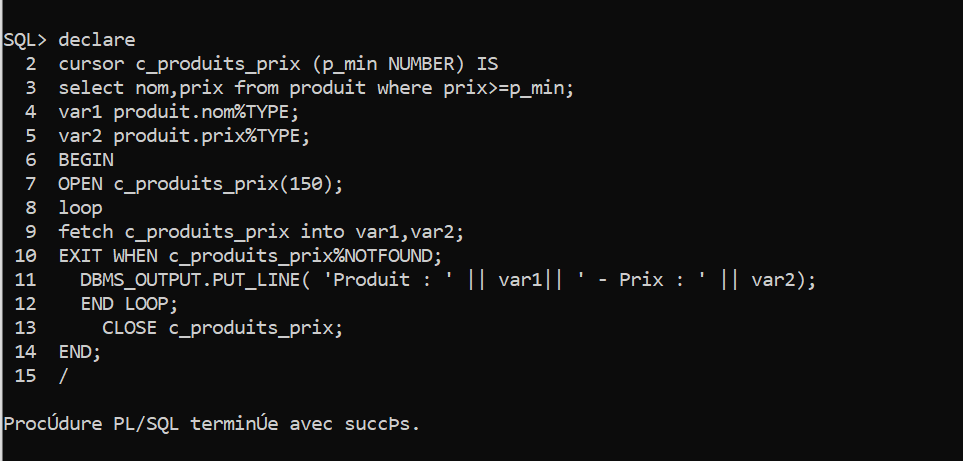 SQL> declare
2 cursor c_produits_prix (p_min NUMBER) IS
3 select nom,prix from produit where prix>=p_min;
4 var1 produit.nom%TYPE;
5 var2 produit.prix%TYPE;
6 BEGIN
7 OPEN c_produits_prix(150);
8 loop
9 fetch c_produits_prix into var1,var2;
10 EXIT WHEN c_produits_prix%NOTFOUND;
11 DBMS_OUTPUT.PUT_LINE( 'Produit : ' || var1|| ' - Prix : ' || var2);
12 END LOOP;
13 CLOSE c_produits_prix;
14 END;
15 /
ProcÚdure PL/SQL terminÚe avec succÞs.